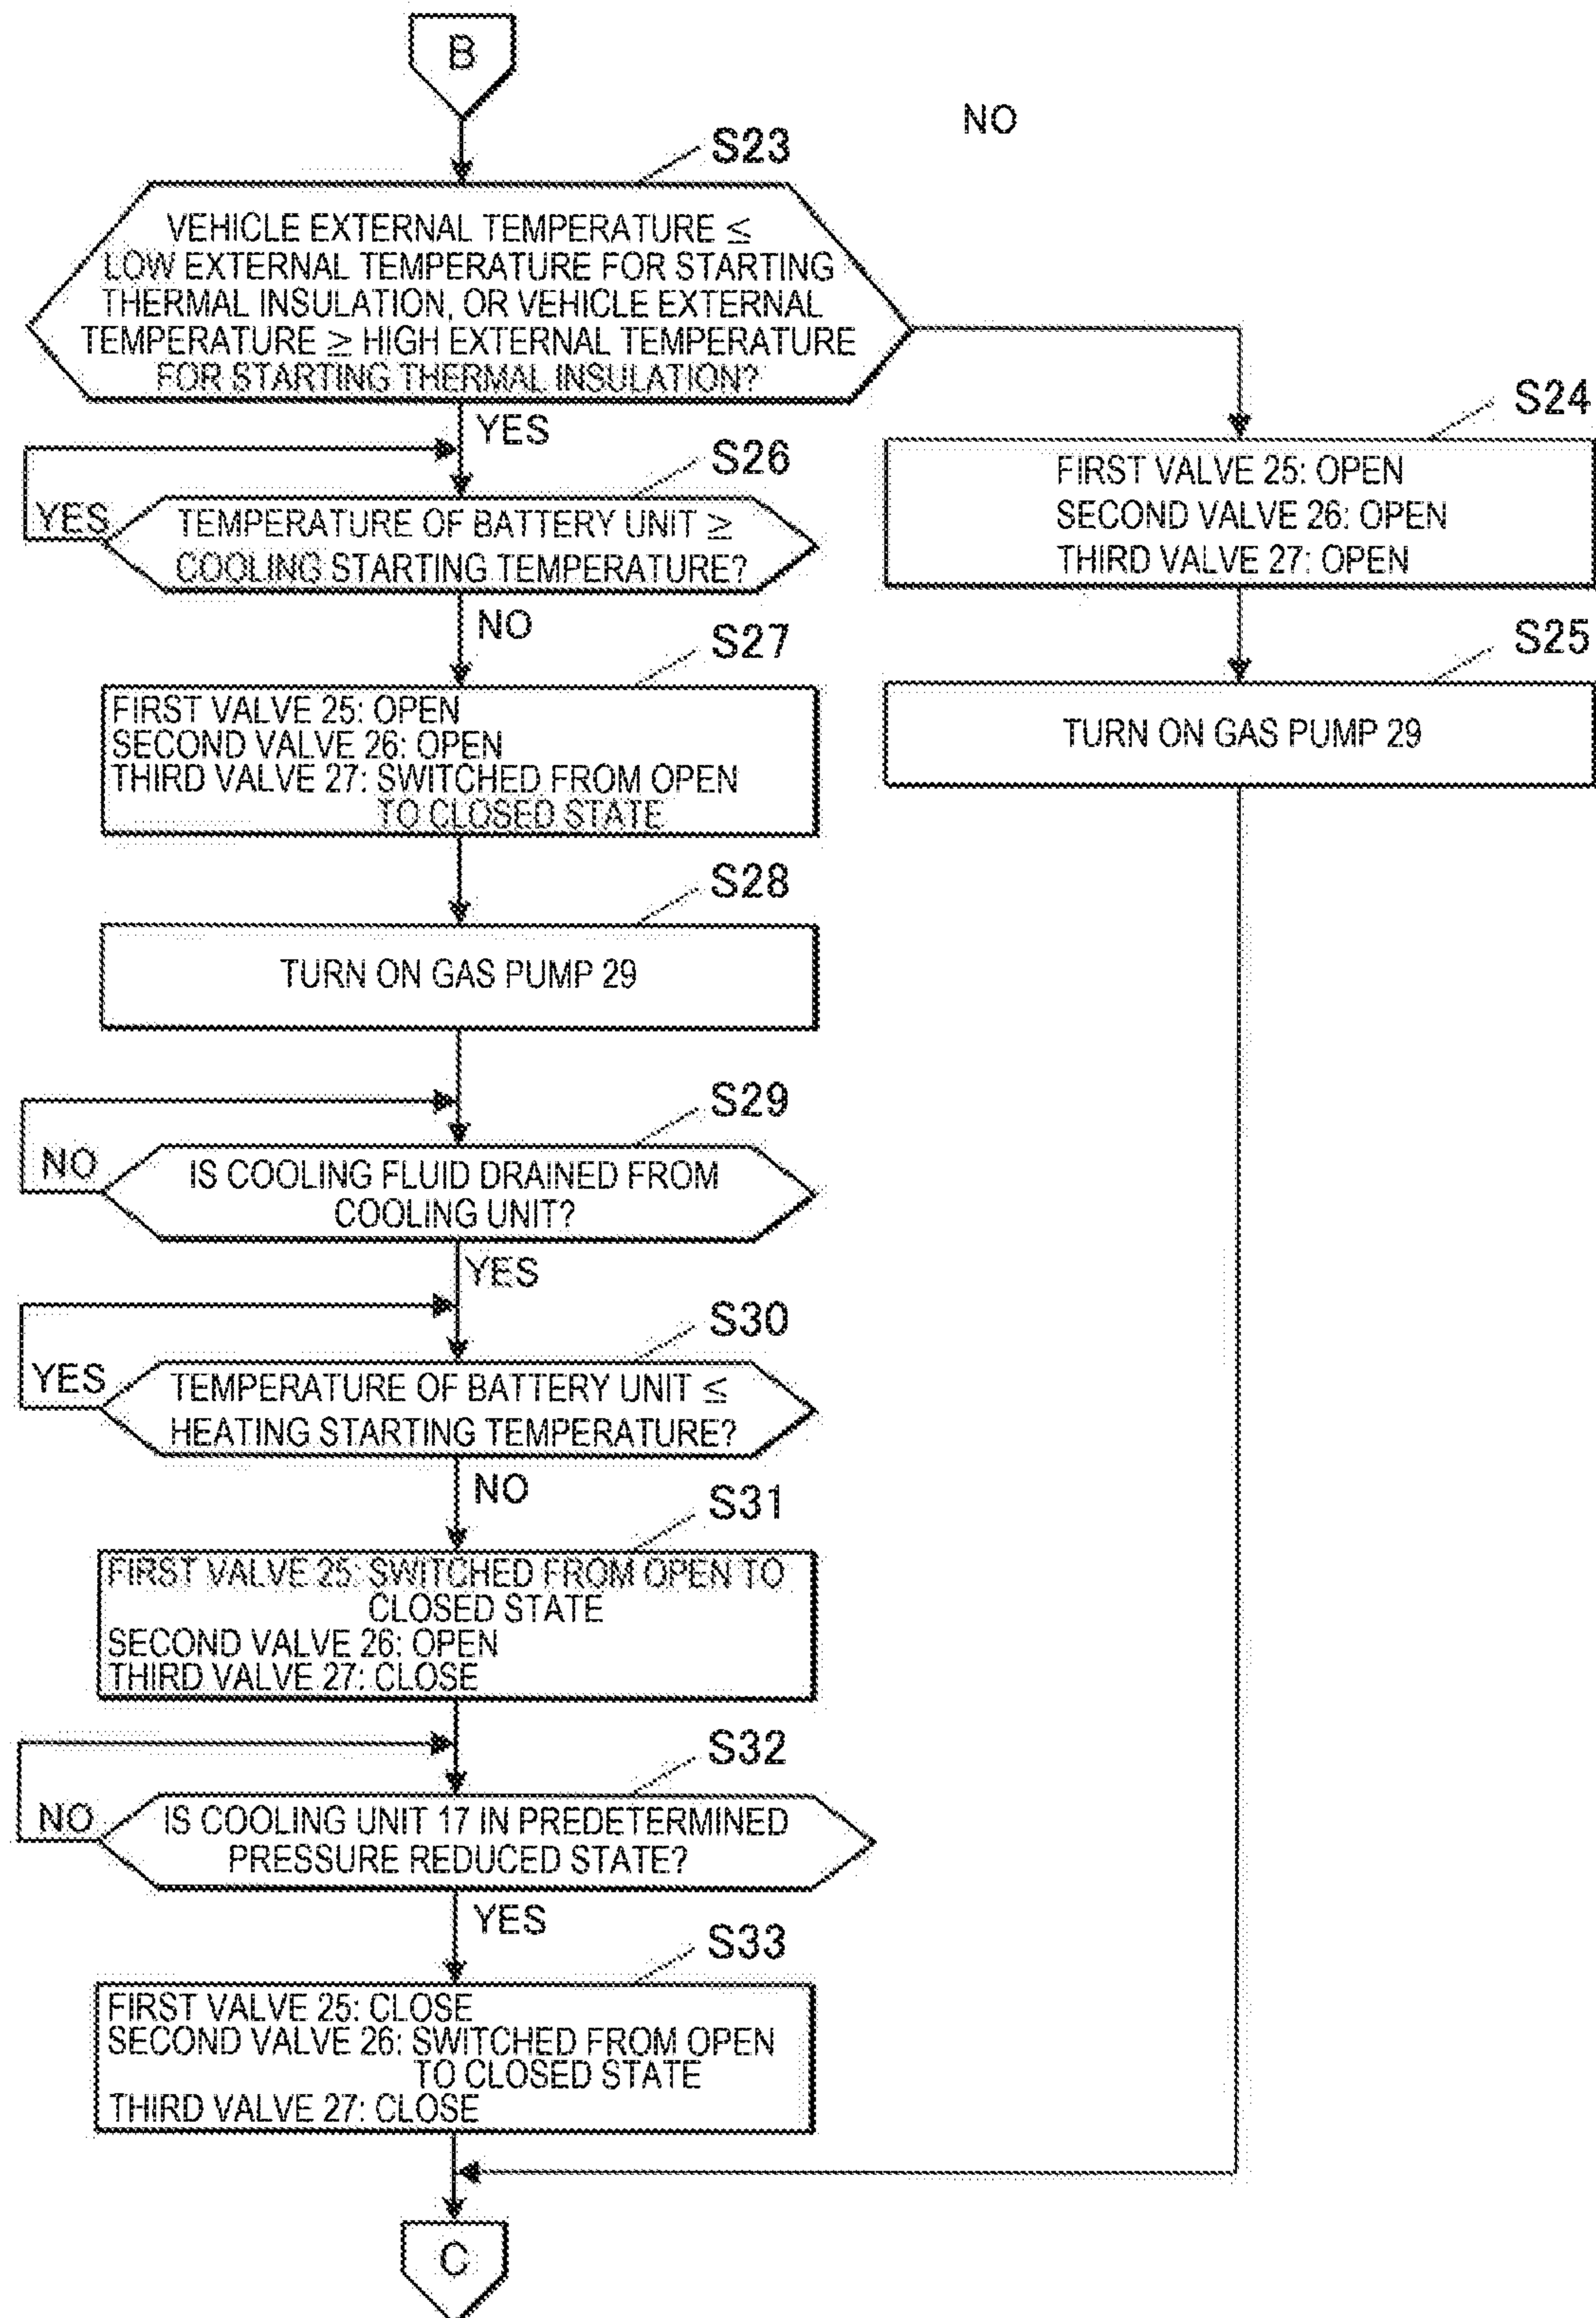 B
NO
S23
VEHICLE EXTERNAL TEMPERATURE ≦
LOW EXTERNAL TEMPERATURE FOR STARTING
THERMAL INSULATION, OR VEHICLE EXTERNAL
TEMPERATURE ≧ HIGH EXTERNAL TEMPERATURE
FOR STARTING THERMAL INSULATION?
YES
S24
FIRST VALVE 25: OPEN
SECOND VALVE 26: OPEN
THIRD VALVE 27: OPEN
S25
TURN ON GAS PUMP 29
S26
YES
TEMPERATURE OF BATTERY UNIT ≧
COOLING STARTING TEMPERATURE?
NO
S27
FIRST VALVE 25: OPEN
SECOND VALVE 26: OPEN
THIRD VALVE 27: SWITCHED FROM OPEN
TO CLOSED STATE
S28
TURN ON GAS PUMP 29
S29
NO
IS COOLING FLUID DRAINED FROM
COOLING UNIT?
YES
S30
YES
TEMPERATURE OF BATTERY UNIT ≦
HEATING STARTING TEMPERATURE?
NO
S31
FIRST VALVE 25: SWITCHED FROM OPEN TO
CLOSED STATE
SECOND VALVE 26: OPEN
THIRD VALVE 27: CLOSE
S32
NO
IS COOLING UNIT 17 IN PREDETERMINED
PRESSURE REDUCED STATE?
YES
S33
FIRST VALVE 25: CLOSE
SECOND VALVE 26: SWITCHED FROM OPEN
TO CLOSED STATE
THIRD VALVE 27: CLOSE
C